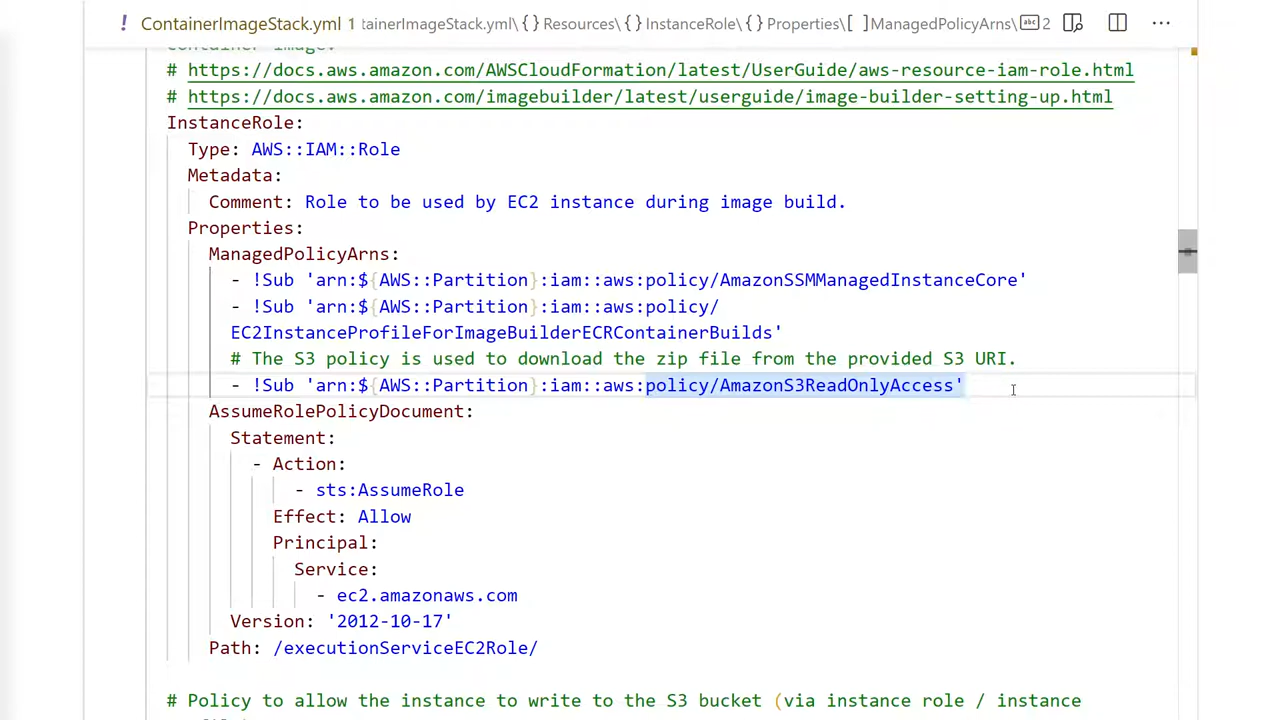 ! ContainerImageStack.yml 1 tainerImageStack.yml\ {} Resources\ {} InstanceRole\ {} Properties\ [ ] ManagedPolicyArns\ abc 2 ...
container image.
# https://docs.aws.amazon.com/AWSCloudFormation/latest/UserGuide/aws-resource-iam-role.html
# https://docs.aws.amazon.com/imagebuilder/latest/userguide/image-builder-setting-up.html
InstanceRole:
Type: AWS::IAM::Role
Metadata:
Comment: Role to be used by EC2 instance during image build.
Properties:
ManagedPolicyArns:
- !Sub 'arn:${AWS::Partition}:iam::aws:policy/AmazonSSMManagedInstanceCore'
- !Sub 'arn:${AWS::Partition}:iam::aws:policy/
EC2InstanceProfileForImageBuilderECRContainerBuilds'
# The S3 policy is used to download the zip file from the provided S3 URI.
- !Sub 'arn:${AWS::Partition}:iam::aws:policy/AmazonS3ReadOnlyAccess'
AssumeRolePolicyDocument:
Statement:
- Action:
- sts:AssumeRole
Effect: Allow
Principal:
Service:
- ec2.amazonaws.com
Version: '2012-10-17'
Path: /executionServiceEC2Role/
# Policy to allow the instance to write to the S3 bucket (via instance role / instance